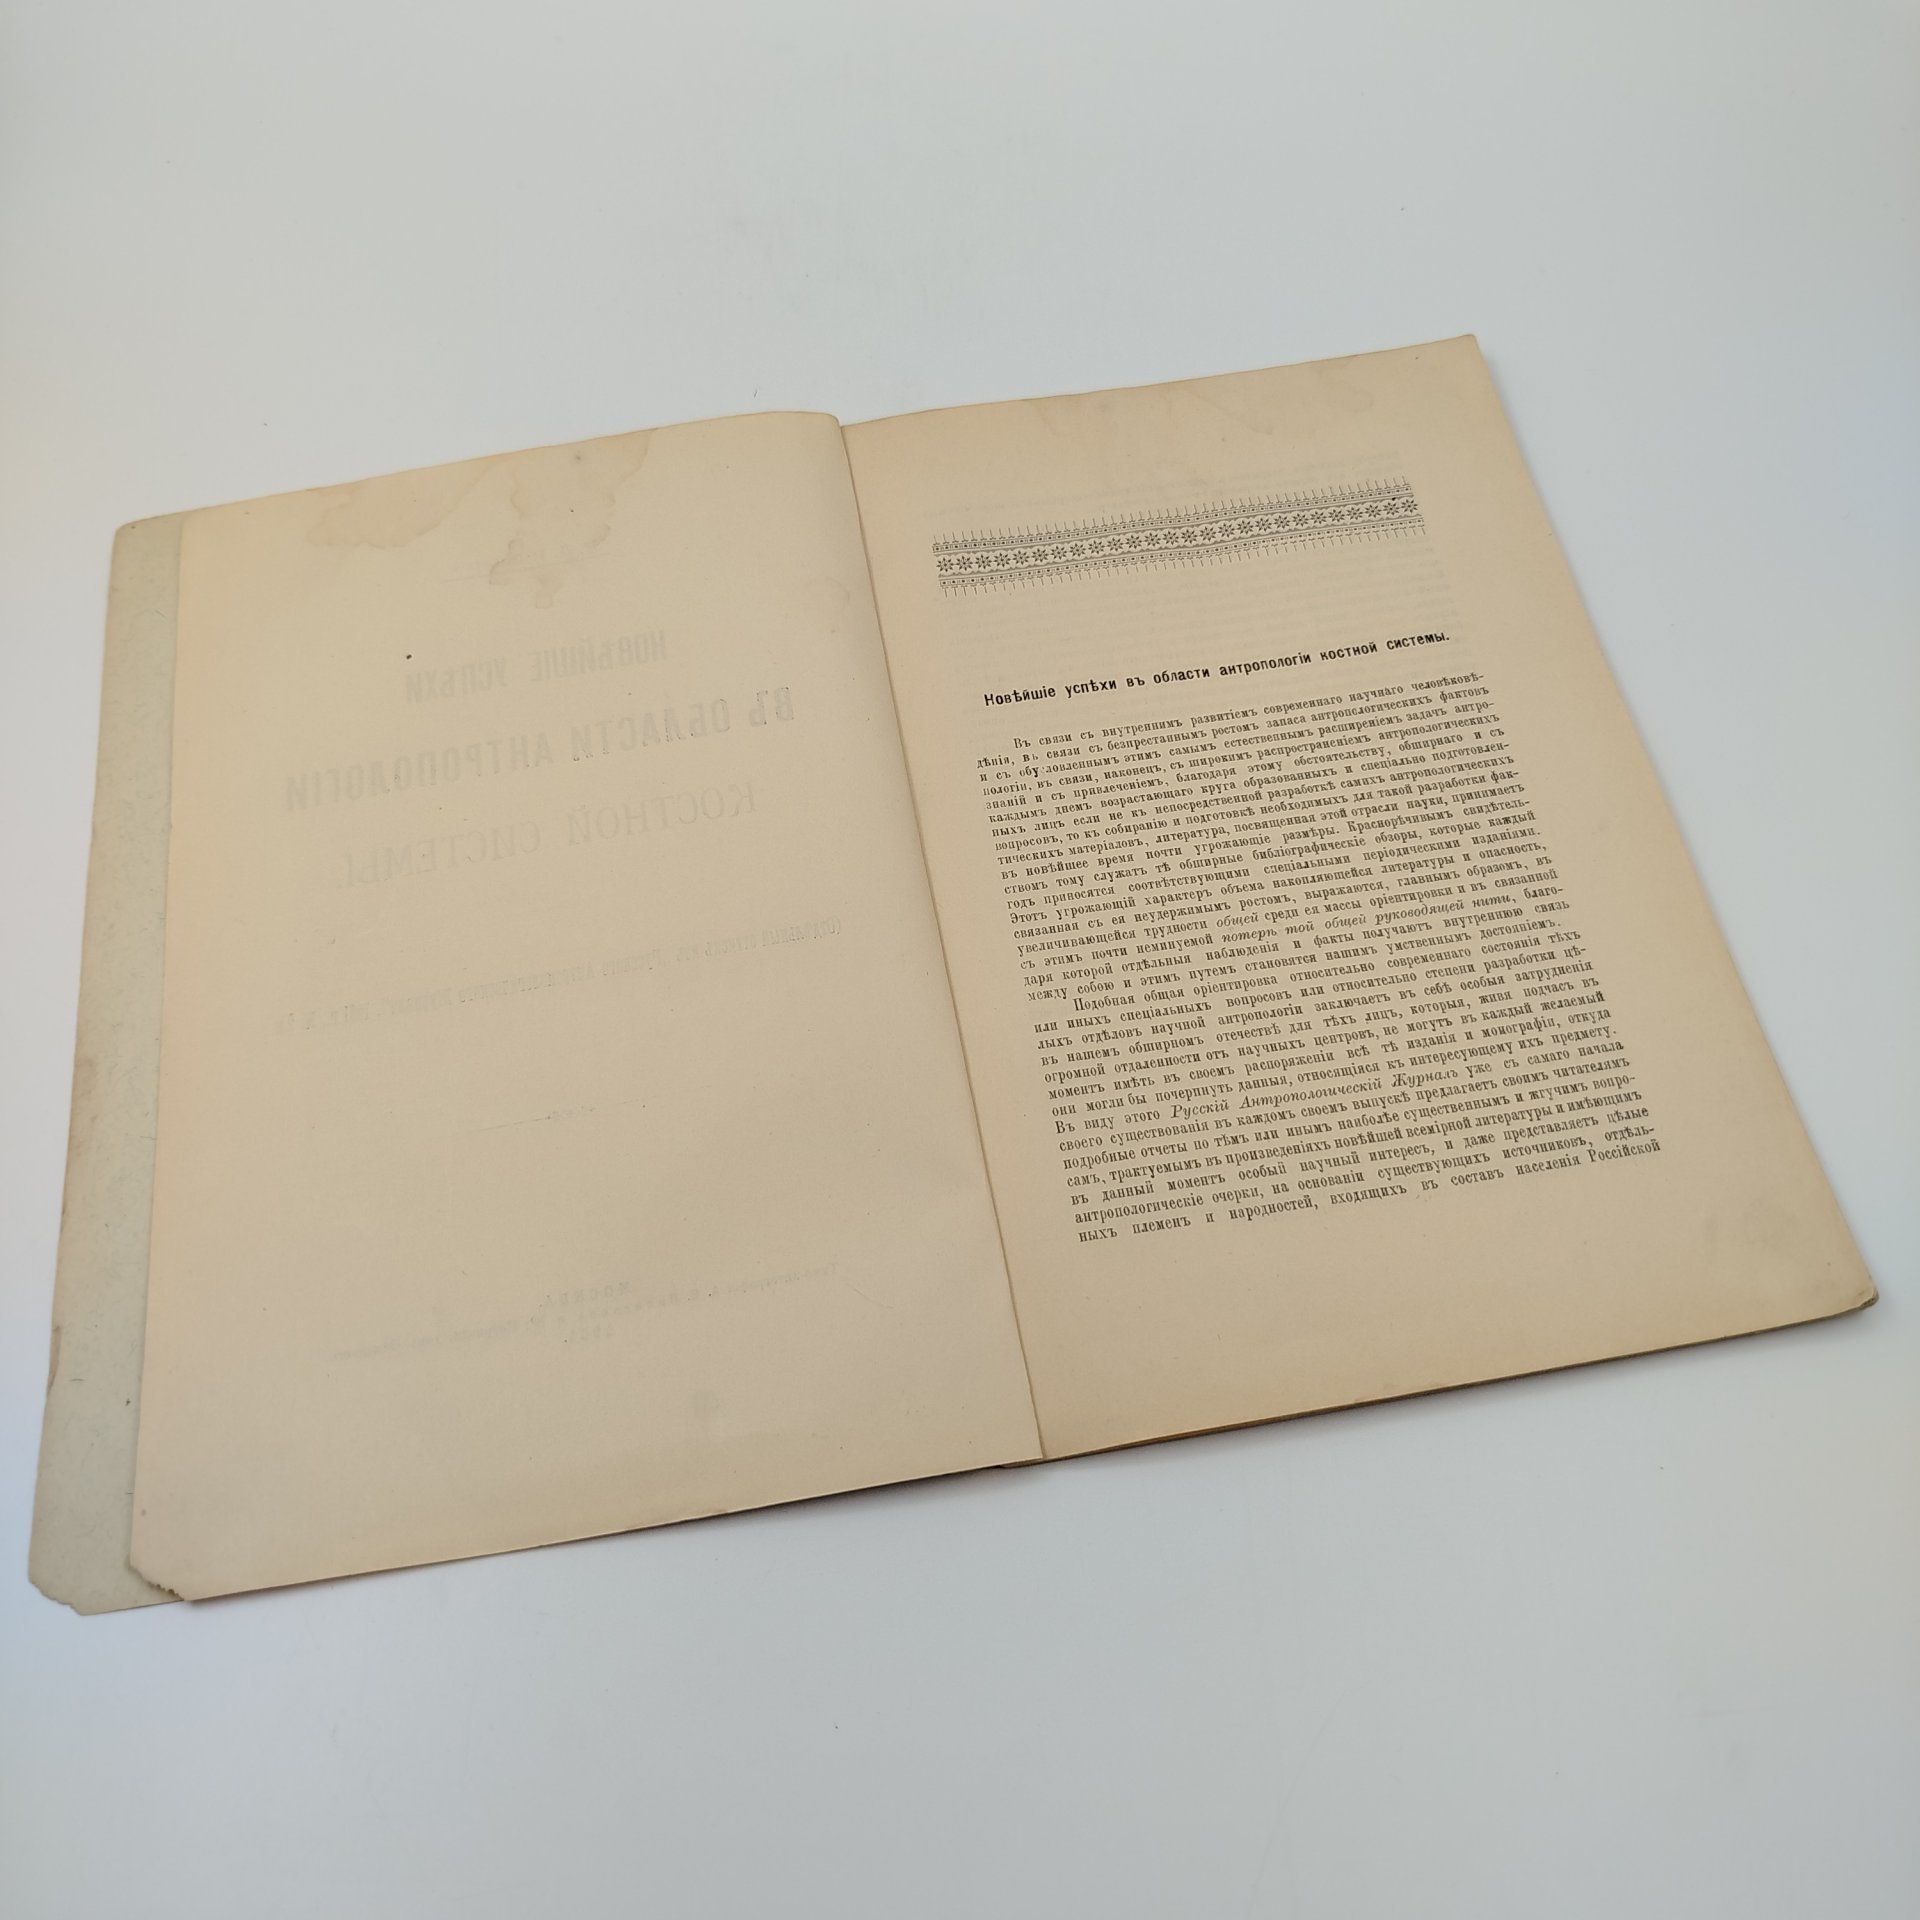 НОВѢЙШІЕ УСПѢХИ
ВЪ ОБЛАСТИ АНТРОПОЛОГІИ
КОСТНОЙ СИСТЕМЫ.
МОСКВА.
Новѣйшіе успѣхи въ области антропологіи костной системы.
Въ связи съ внутреннимъ развитіемъ современнаго научнаго человѣковѣ-
дѣнія, въ связи съ безпрестаннымъ ростомъ запаса антропологическихъ фактовъ
и съ обусловленнымъ этимъ самымъ естественнымъ расширеніемъ задачъ антро-
пологіи, въ связи, наконецъ, съ широкимъ распространеніемъ антропологическихъ
знаній и съ привлеченіемъ, благодаря этому обстоятельству, обширнаго и съ
каждымъ днемъ возрастающаго круга образованныхъ и спеціально подготовлен-
ныхъ лицъ если не къ непосредственной разработкѣ самихъ антропологическихъ
вопросовъ, то къ собиранію и подготовкѣ необходимыхъ для такой разработки фак-
тическихъ матеріаловъ, литература, посвященная этой отрасли науки, принимаетъ
въ новѣйшее время почти угрожающіе размѣры. Краснорѣчивымъ свидѣтель-
ствомъ тому служатъ тѣ обширные библіографическіе обзоры, которые каждый
годъ приносятся соотвѣтствующими спеціальными періодическими изданіями.
Этотъ угрожающій характеръ объема накопляющейся литературы и опасность,
связанная съ ея неудержимымъ ростомъ, выражаются, главнымъ образомъ, въ
увеличивающейся трудности общей среди ея массы оріентировки и въ связанной
съ этимъ почти неминуемой потерѣ той общей руководящей нити, благо-
даря которой отдѣльныя наблюденія и факты получаютъ внутреннюю связь
между собою и этимъ путемъ становятся нашимъ умственнымъ достояніемъ.
Подобная общая оріентировка относительно современнаго состоянія тѣхъ
или иныхъ спеціальныхъ вопросовъ или относительно степени разработки цѣ-
лыхъ отдѣловъ научной антропологіи заключаетъ въ себѣ особыя затрудненія
въ нашемъ обширномъ отечествѣ для тѣхъ лицъ, которыя, живя подчасъ въ
огромной отдаленности отъ научныхъ центровъ, не могутъ въ каждый желаемый
моментъ имѣть въ своемъ распоряженіи всѣ тѣ изданія и монографіи, откуда
они могли бы почерпнуть данныя, относящіяся къ интересующему ихъ предмету.
Въ виду этого Русскій Антропологическій Журналъ уже съ самаго начала
своего существованія въ каждомъ своемъ выпускѣ предлагаетъ своимъ читателямъ
подробные отчеты по тѣмъ или инымъ наиболѣе существеннымъ и жгучимъ вопро-
самъ, трактуемымъ въ произведеніяхъ новѣйшей всемірной литературы и имѣющимъ
въ данный моментъ особый научный интересъ, и даже представляетъ цѣлые
антропологическіе очерки, на основаніи существующихъ источниковъ, отдѣль-
ныхъ племенъ и народностей, входящихъ въ составъ населенія Россійской